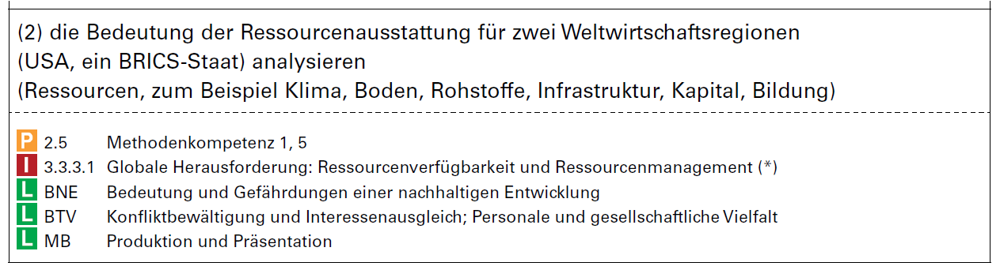 (2) die Bedeutung der Ressourcenausstattung für zwei Weltwirtschaftsregionen
(USA, ein BRICS-Staat) analysieren
(Ressourcen, zum Beispiel Klima, Boden, Rohstoffe, Infrastruktur, Kapital, Bildung)
P 2.5 Methodenkompetenz 1, 5
I 3.3.3.1 Globale Herausforderung: Ressourcenverfügbarkeit und Ressourcenmanagement (*)
L BNE Bedeutung und Gefährdungen einer nachhaltigen Entwicklung
L BTV Konfliktbewältigung und Interessenausgleich; Personale und gesellschaftliche Vielfalt
L MB Produktion und Präsentation